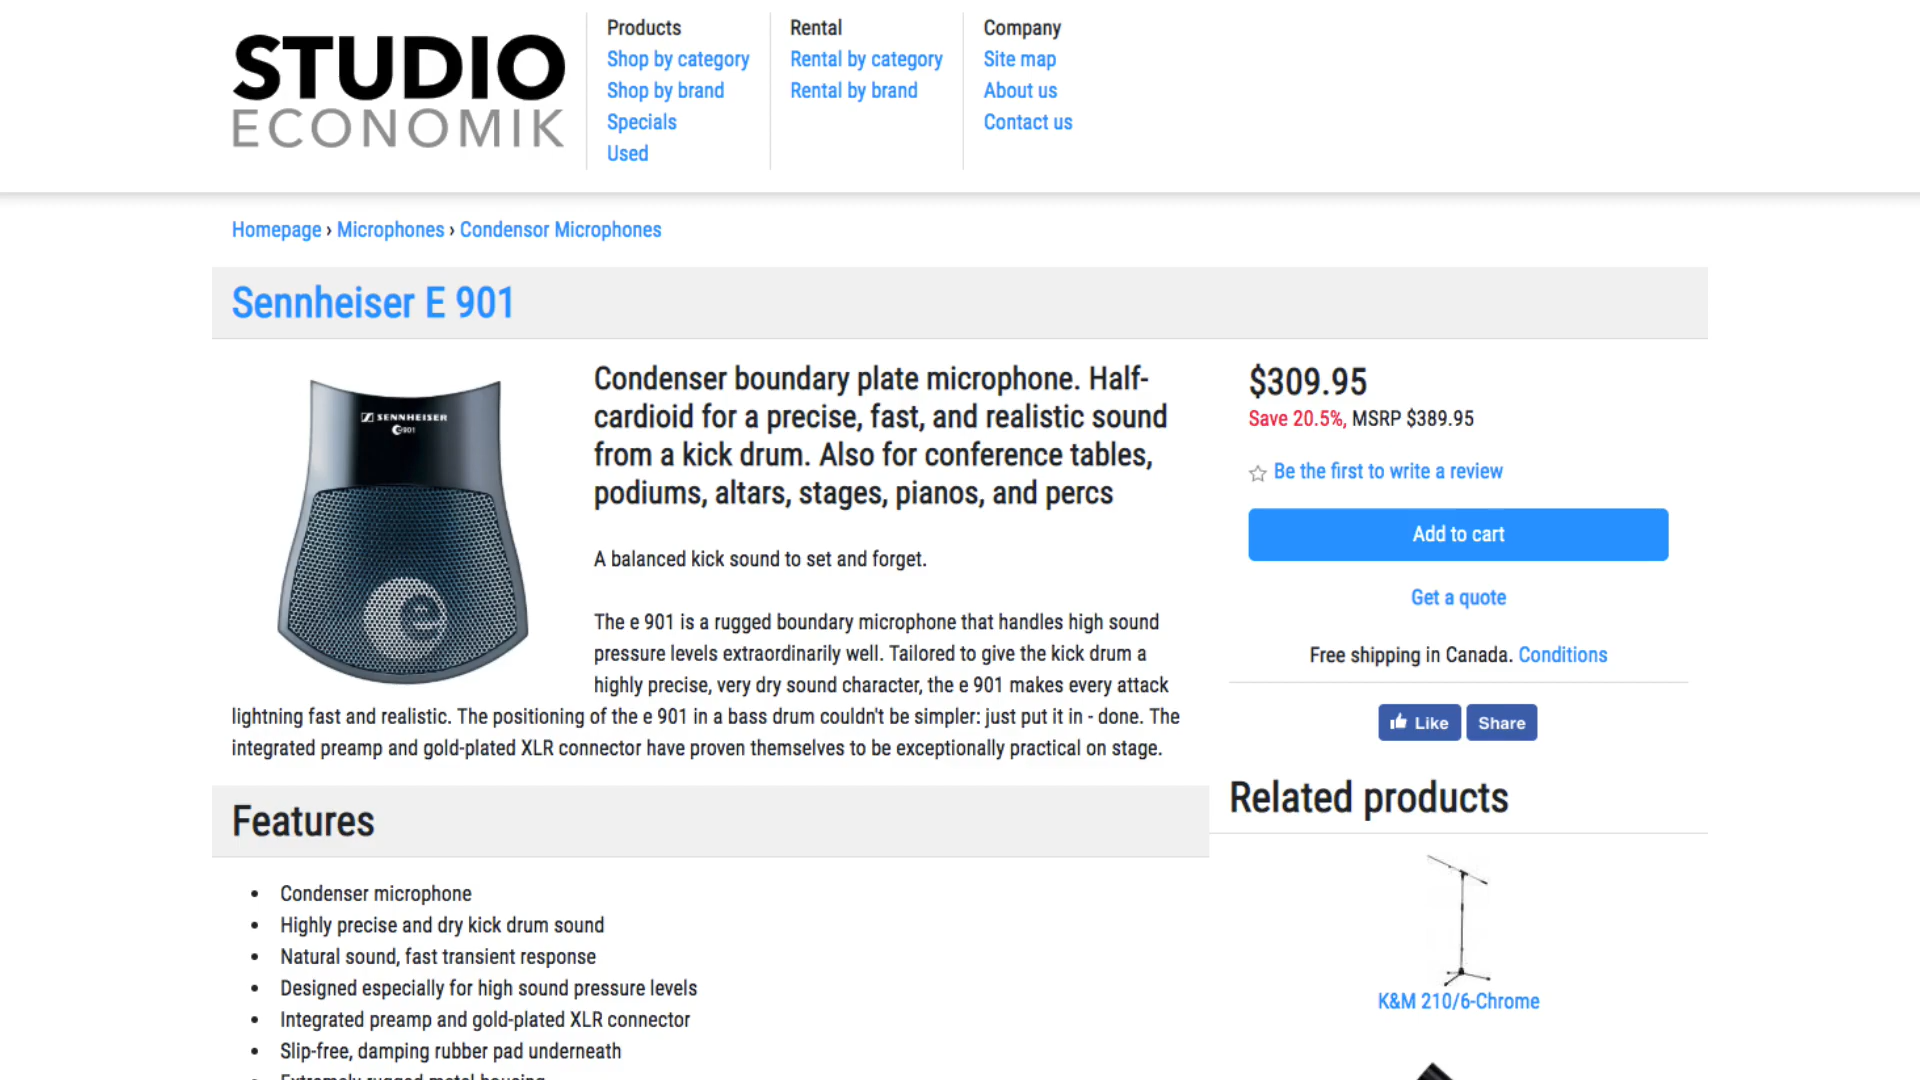 STUDIO
ECONOMIK
Products
Shop by category
Shop by brand
Specials
Used
Rental
Rental by category
Rental by brand
Company
Site map
About us
Contact us
Homepage › Microphones › Condensor Microphones
Sennheiser E 901
SENNHEISER
e901
e
Condenser boundary plate microphone. Half-
cardioid for a precise, fast, and realistic sound
from a kick drum. Also for conference tables,
podiums, altars, stages, pianos, and percs
A balanced kick sound to set and forget.
The e 901 is a rugged boundary microphone that handles high sound
pressure levels extraordinarily well. Tailored to give the kick drum a
highly precise, very dry sound character, the e 901 makes every attack
lightning fast and realistic. The positioning of the e 901 in a bass drum couldn't be simpler: just put it in - done. The
integrated preamp and gold-plated XLR connector have proven themselves to be exceptionally practical on stage.
Features
• Condenser microphone
• Highly precise and dry kick drum sound
• Natural sound, fast transient response
• Designed especially for high sound pressure levels
• Integrated preamp and gold-plated XLR connector
• Slip-free, damping rubber pad underneath
• Extremely rugged metal housing
$309.95
Save 20.5%, MSRP $389.95
Be the first to write a review
Add to cart
Get a quote
Free shipping in Canada. Conditions
Like
Share
Related products
K&M 210/6-Chrome